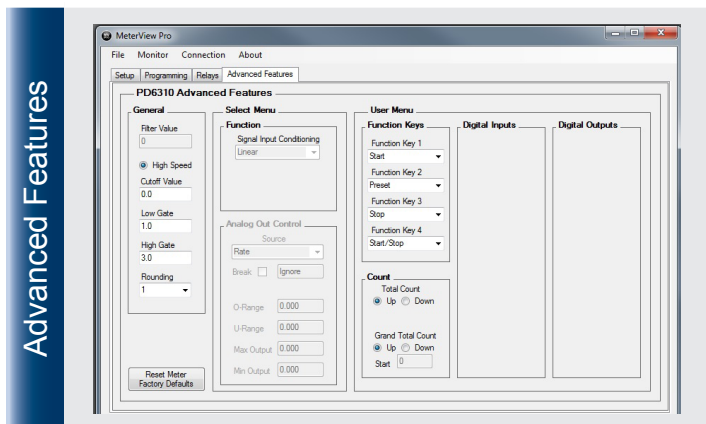 Advanced Features
MeterView Pro
File Monitor Connection About
Setup Programming Relays Advanced Features
PD6310 Advanced Features
General
Filter Value
0
High Speed
Cutoff Value
0.0
Low Gate
1.0
High Gate
3.0
Rounding
1
Reset Meter
Factory Defaults
Select Menu
Function
Signal Input Conditioning
Linear
Analog Out Control
Source
Rate
Break Ignore
O-Range 0.000
U-Range 0.000
Max Output 0.000
Min Output 0.000
User Menu
Function Keys
Function Key 1
Start
Function Key 2
Preset
Function Key 3
Stop
Function Key 4
Start/Stop
Count
Total Count
Up Down
Grand Total Count
Up Down
Start 0
Digital Inputs
Digital Outputs